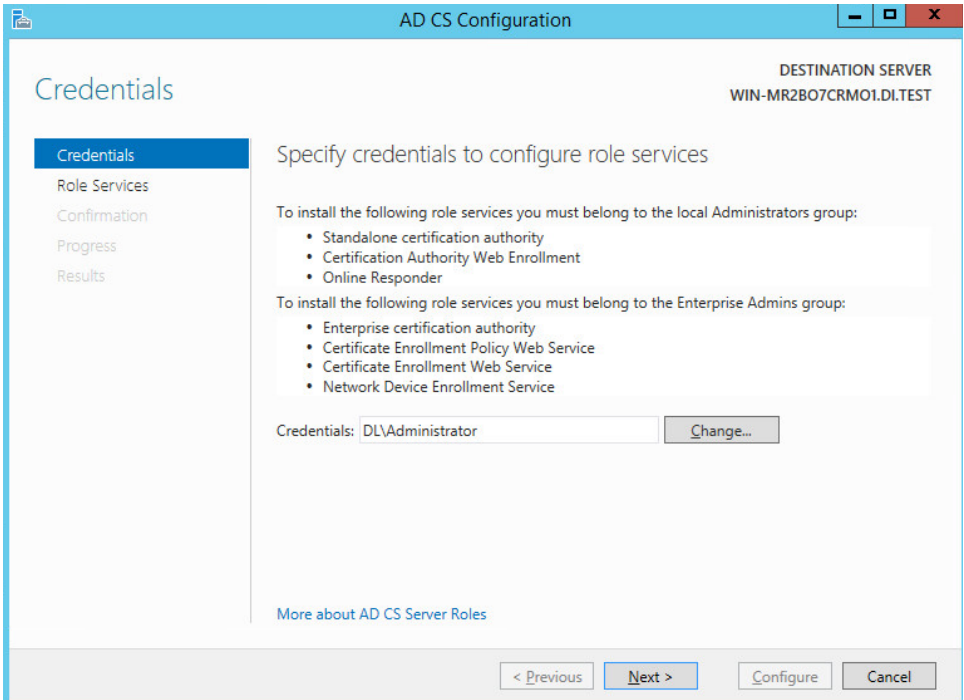 AD CS Configuration
Credentials
DESTINATION SERVER
WIN-MR2BO7CRMO1.DI.TEST
Credentials
Role Services
Confirmation
Progress
Results
Specify credentials to configure role services
To install the following role services you must belong to the local Administrators group:
• Standalone certification authority
• Certification Authority Web Enrollment
• Online Responder
To install the following role services you must belong to the Enterprise Admins group:
• Enterprise certification authority
• Certificate Enrollment Policy Web Service
• Certificate Enrollment Web Service
• Network Device Enrollment Service
Credentials: DL\Administrator Change...
More about AD CS Server Roles
< Previous Next > Configure Cancel